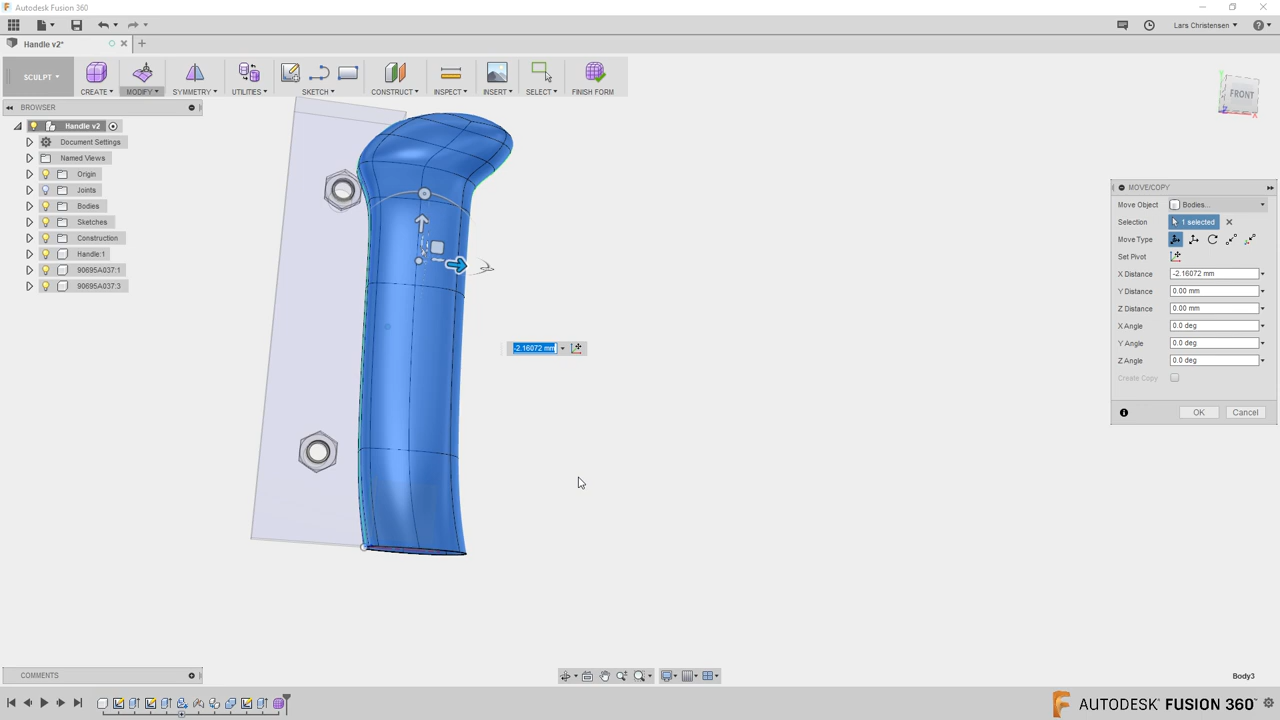 Autodesk Fusion 360
Lars Christensen
Handle v2*
SCULPT
CREATE
MODIFY
SYMMETRY
UTILITIES
SKETCH
CONSTRUCT
INSPECT
INSERT
SELECT
FINISH FORM
BROWSER
Handle v2
Document Settings
Named Views
Origin
Joints
Bodies
Sketches
Construction
Handle:1
90695A037:1
90695A037:3
FRONT
-2.16072 mm
MOVE/COPY
Move Object Bodies...
Selection 1 selected
Move Type
Set Pivot
X Distance -2.16072 mm
Y Distance 0.00 mm
Z Distance 0.00 mm
X Angle 0.0 deg
Y Angle 0.0 deg
Z Angle 0.0 deg
Create Copy
OK Cancel
COMMENTS
Body3
AUTODESK® FUSION 360™